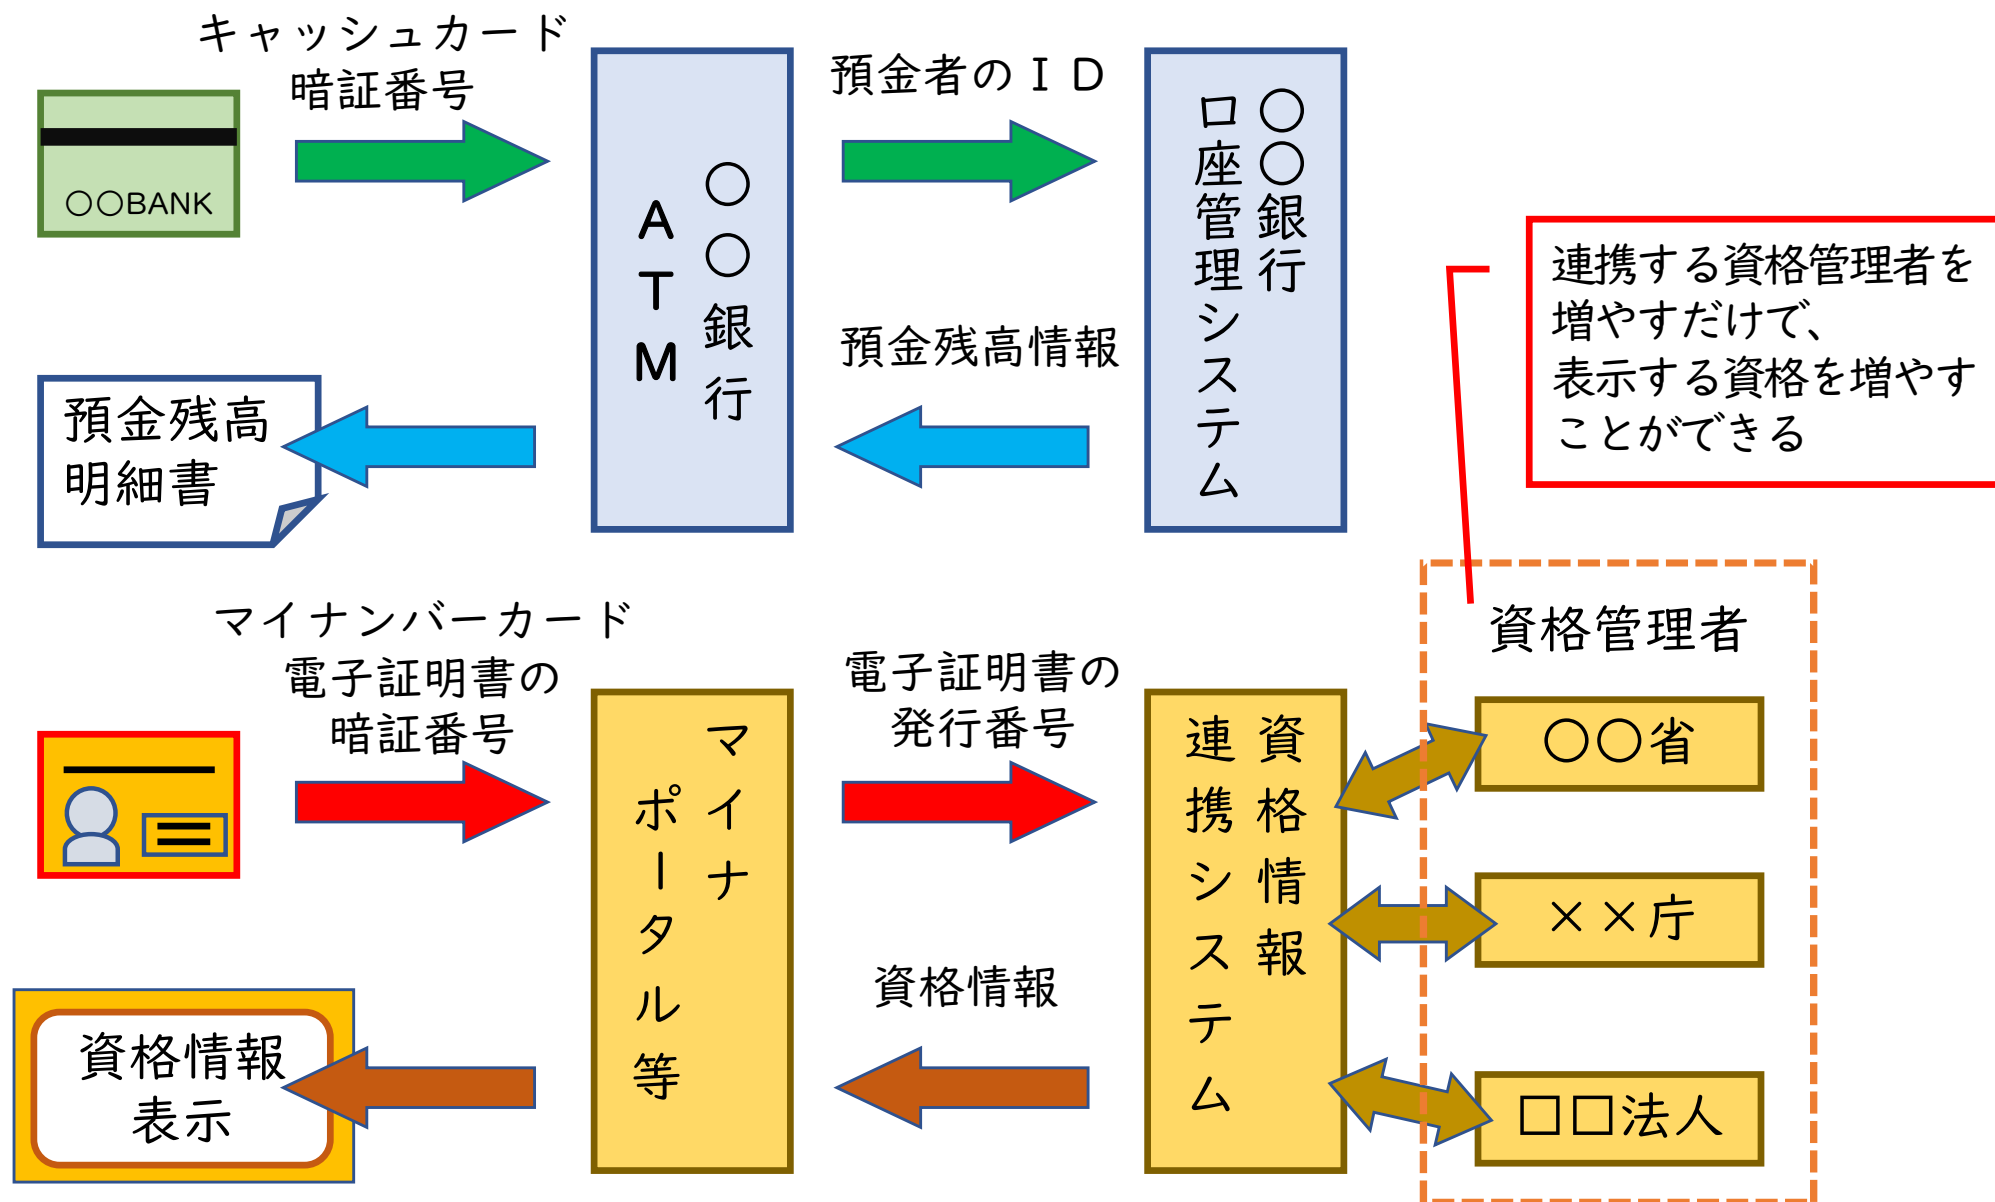 キャッシュカード
暗証番号
〇〇BANK
〇〇銀行
ATM
預金者のＩＤ
〇〇銀行
口座管理システム
預金残高情報
預金残高
明細書
連携する資格管理者を
増やすだけで、
表示する資格を増やす
ことができる
マイナンバーカード
電子証明書の
暗証番号
マイナ
ポータル等
電子証明書の
発行番号
資格情報
連携システム
資格情報
資格情報
表示
資格管理者
〇〇省
××庁
□□法人